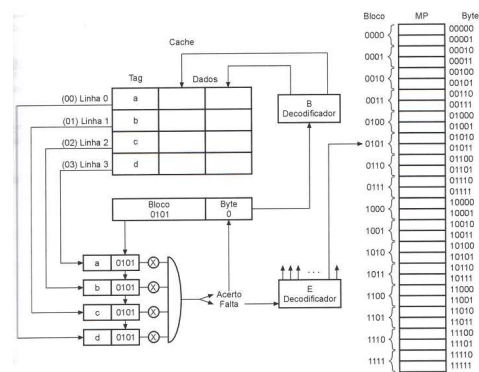 Cache
Tag Dados
(00) Linha 0 a
(01) Linha 1 b
(02) Linha 2 c
(03) Linha 3 d
B
Decodificador
Bloco
0101
Byte
0
a 0101 X
b 0101 X
c 0101 X
d 0101 X
Acerto
Falta
...
E
Decodificador
Bloco MP Byte
0000
00000
00001
0001
00010
00011
0010
00100
00101
0011
00110
00111
0100
01000
01001
0101
01010
01011
0110
01100
01101
0111
01110
01111
1000
10000
10001
1001
10010
10011
1010
10100
10101
1011
10110
10111
1100
11000
11001
1101
11010
11011
1110
11100
11101
1111
11110
11111